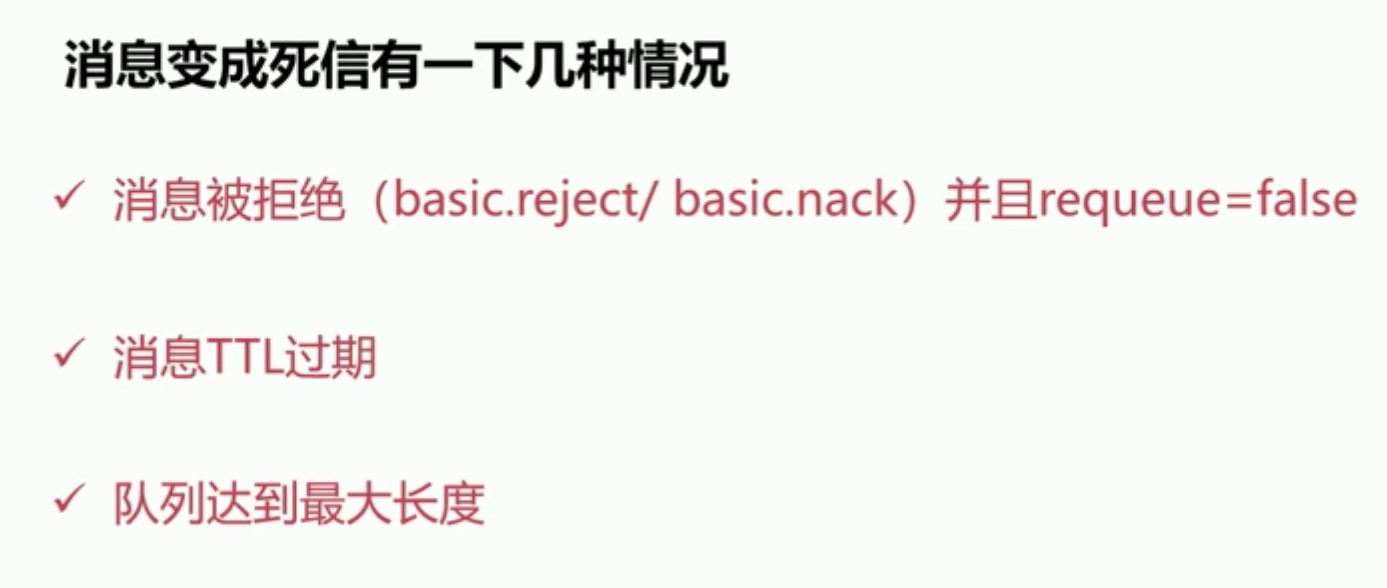 消息变成死信有一下几种情况
✓ 消息被拒绝（basic.reject/ basic.nack）并且requeue=false
✓ 消息TTL过期
✓ 队列达到最大长度